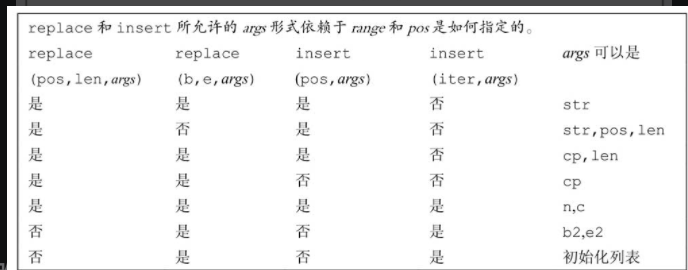 replace 和 insert 所允许的 args 形式依赖于 range 和 pos 是如何指定的。
replace replace insert insert args 可以是
(pos,len,args) (b,e,args) (pos,args) (iter,args)
是 是 是 否 str
是 否 是 否 str,pos,len
是 是 是 否 cp,len
是 是 否 否 cp
是 是 是 是 n,c
否 是 否 是 b2,e2
否 是 否 是 初始化列表